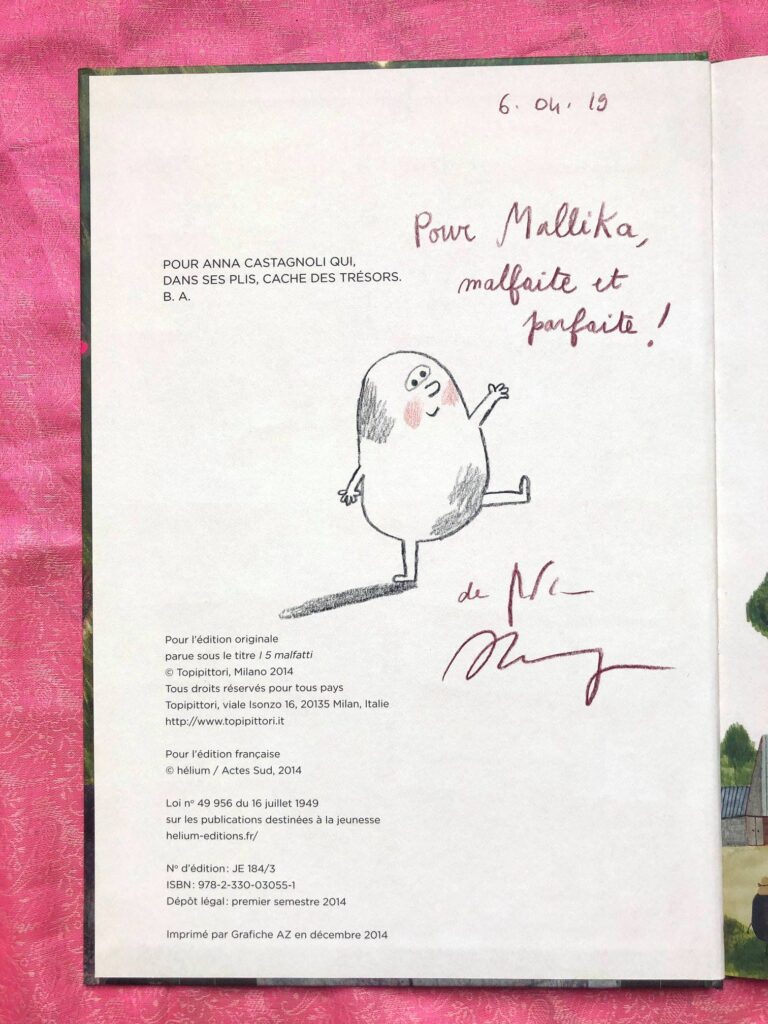 6. 04. 19
Pour Mallika,
malfaite et
parfaite !
POUR ANNA CASTAGNOLI QUI,
DANS SES PLIS, CACHE DES TRÉSORS.
B. A.
de
Pour l'édition originale
parue sous le titre I 5 malfatti
© Topipittori, Milano 2014
Tous droits réservés pour tous pays
Topipittori, viale Isonzo 16, 20135 Milan, Italie
http://www.topipittori.it
Pour l'édition française
© hélium / Actes Sud, 2014
Loi nº 49 956 du 16 juillet 1949
sur les publications destinées à la jeunesse
helium-editions.fr/
Nº d'édition : JE 184/3
ISBN : 978-2-330-03055-1
Dépôt légal : premier semestre 2014
Imprimé par Grafiche AZ en décembre 2014